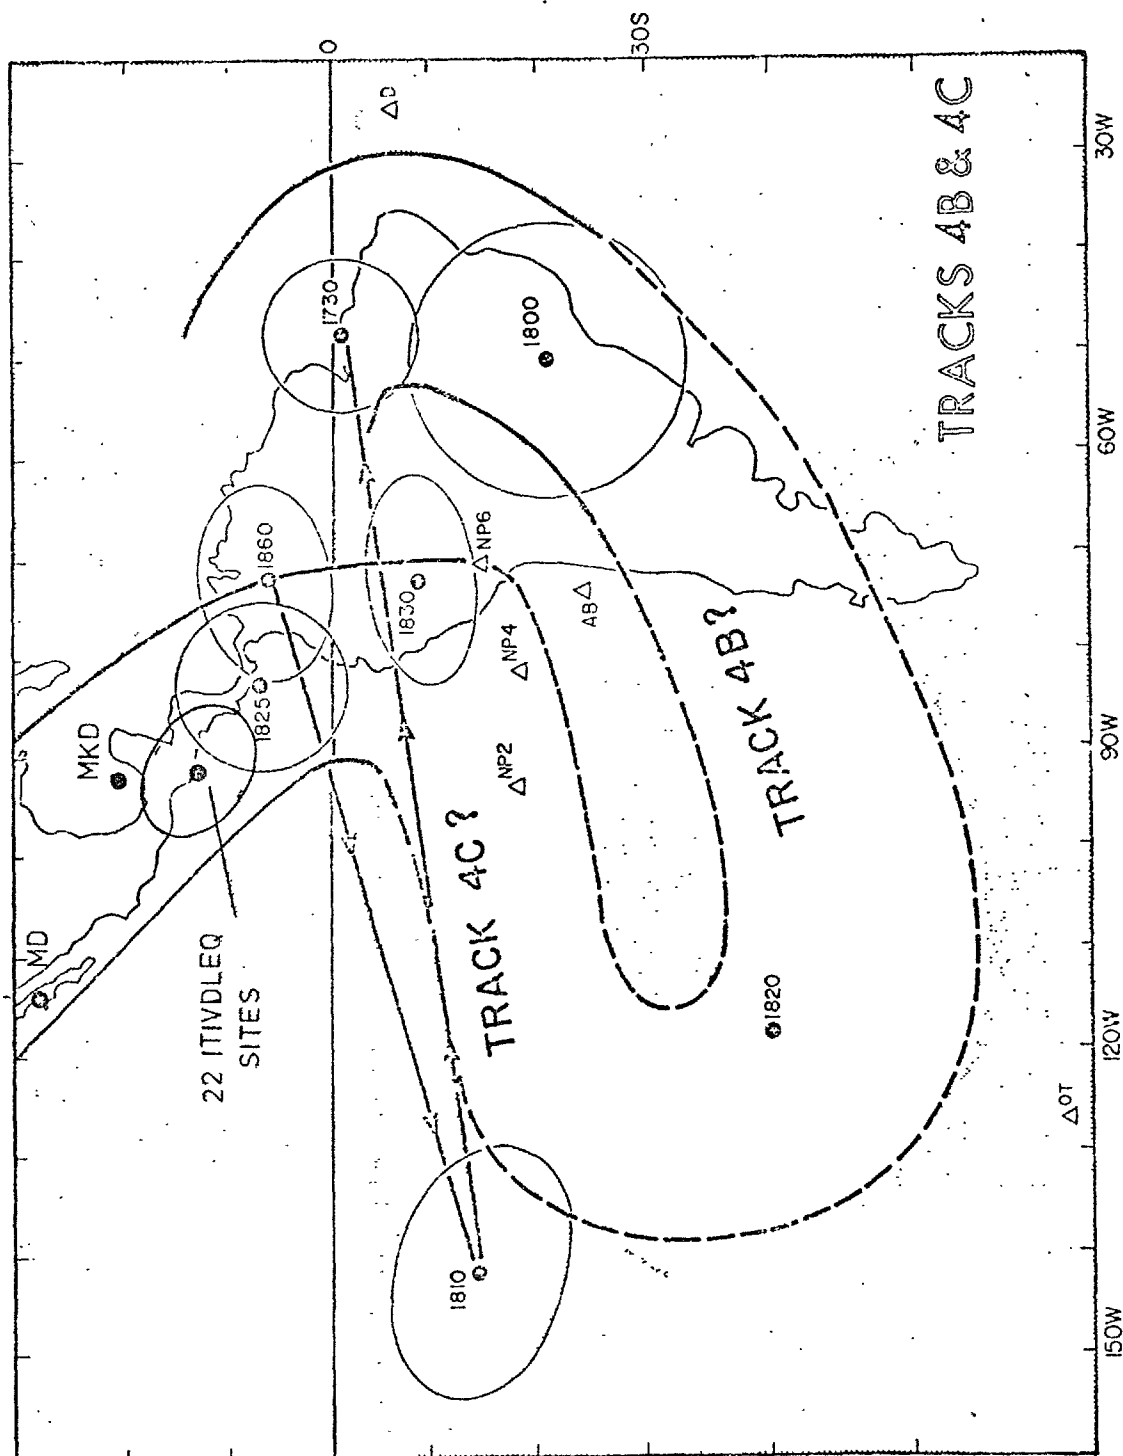 0
30S
30W
60W
90W
120W
150W
TRACKS 4B & 4C
D
1730
1800
1860
1830
NP6
1825
AB
NP4
NP2
MKD
MD
22 ITIVDLEQ
SITES
TRACK 4C ?
TRACK 4B?
1820
1810
OT